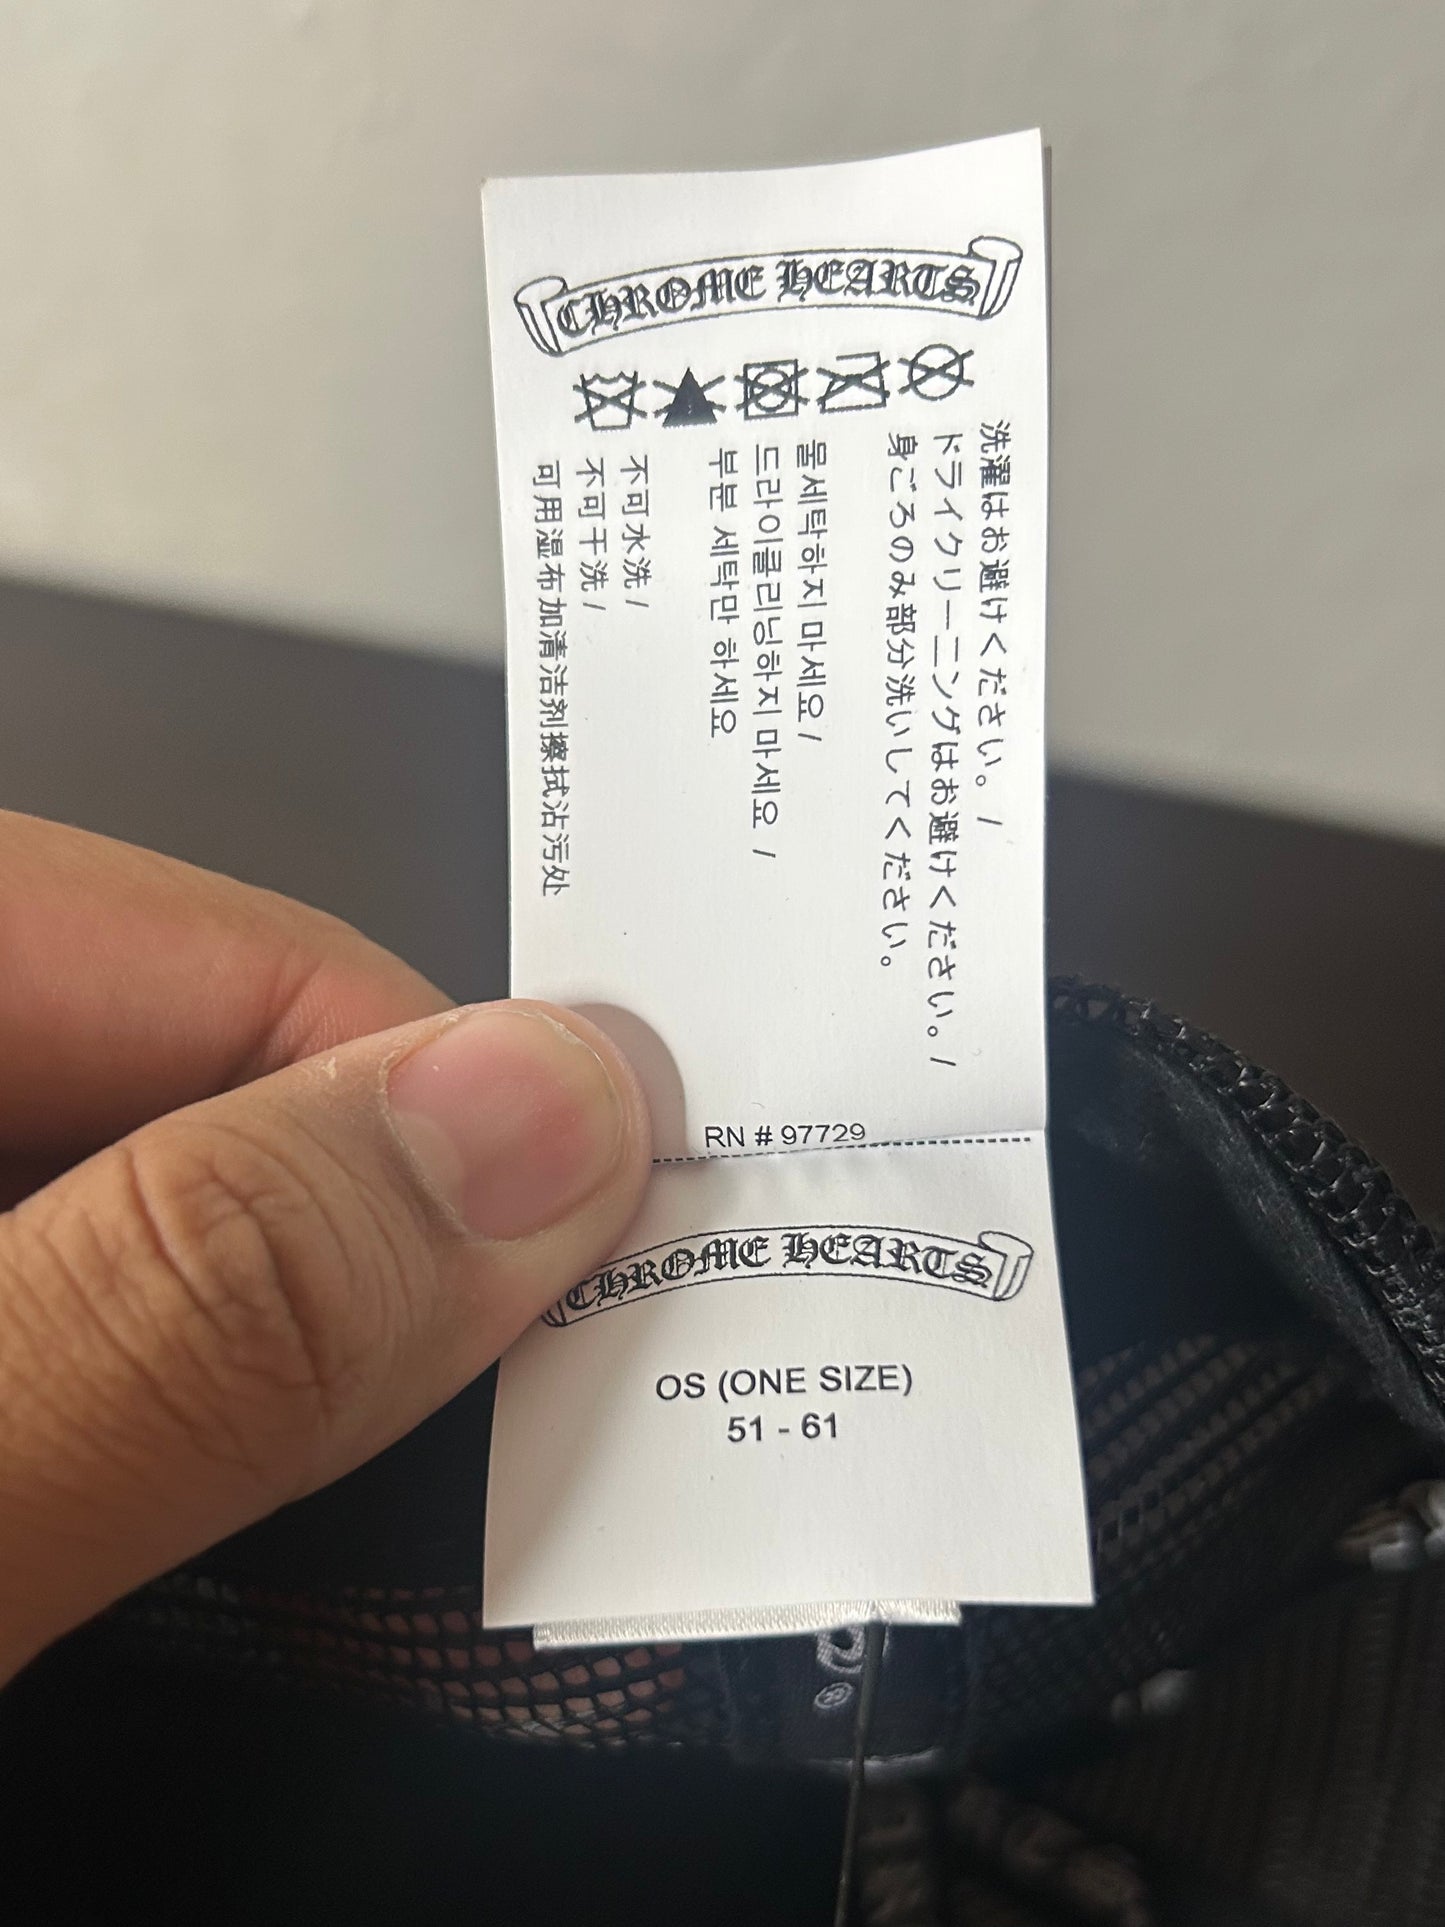 CHROME HEARTS
洗濯はお避けください。 /
ドライクリーニングはお避けください。 /
身ごろのみ部分洗いしてください。
물세탁하지 마세요 /
드라이클리닝하지 마세요 /
부분 세탁만 하세요
不可水洗 /
不可干洗 /
可用湿布加清洁剂擦拭沾污处
RN # 97729
CHROME HEARTS
OS (ONE SIZE)
51 - 61
®